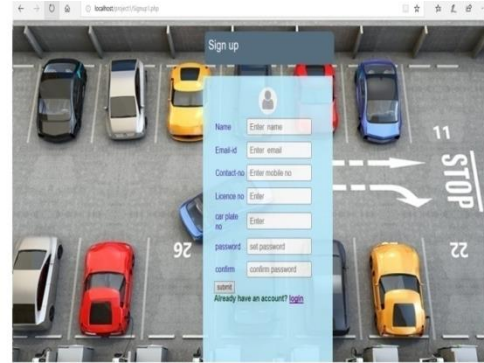 localhost/project1/Signup1.php
Sign up
Name Enter name
Email-id Enter email
Contact-no Enter mobile no
Licence no Enter
car plate no Enter
password set password
confirm confirm password
submit
Already have an account? login
11
STOP
26
22